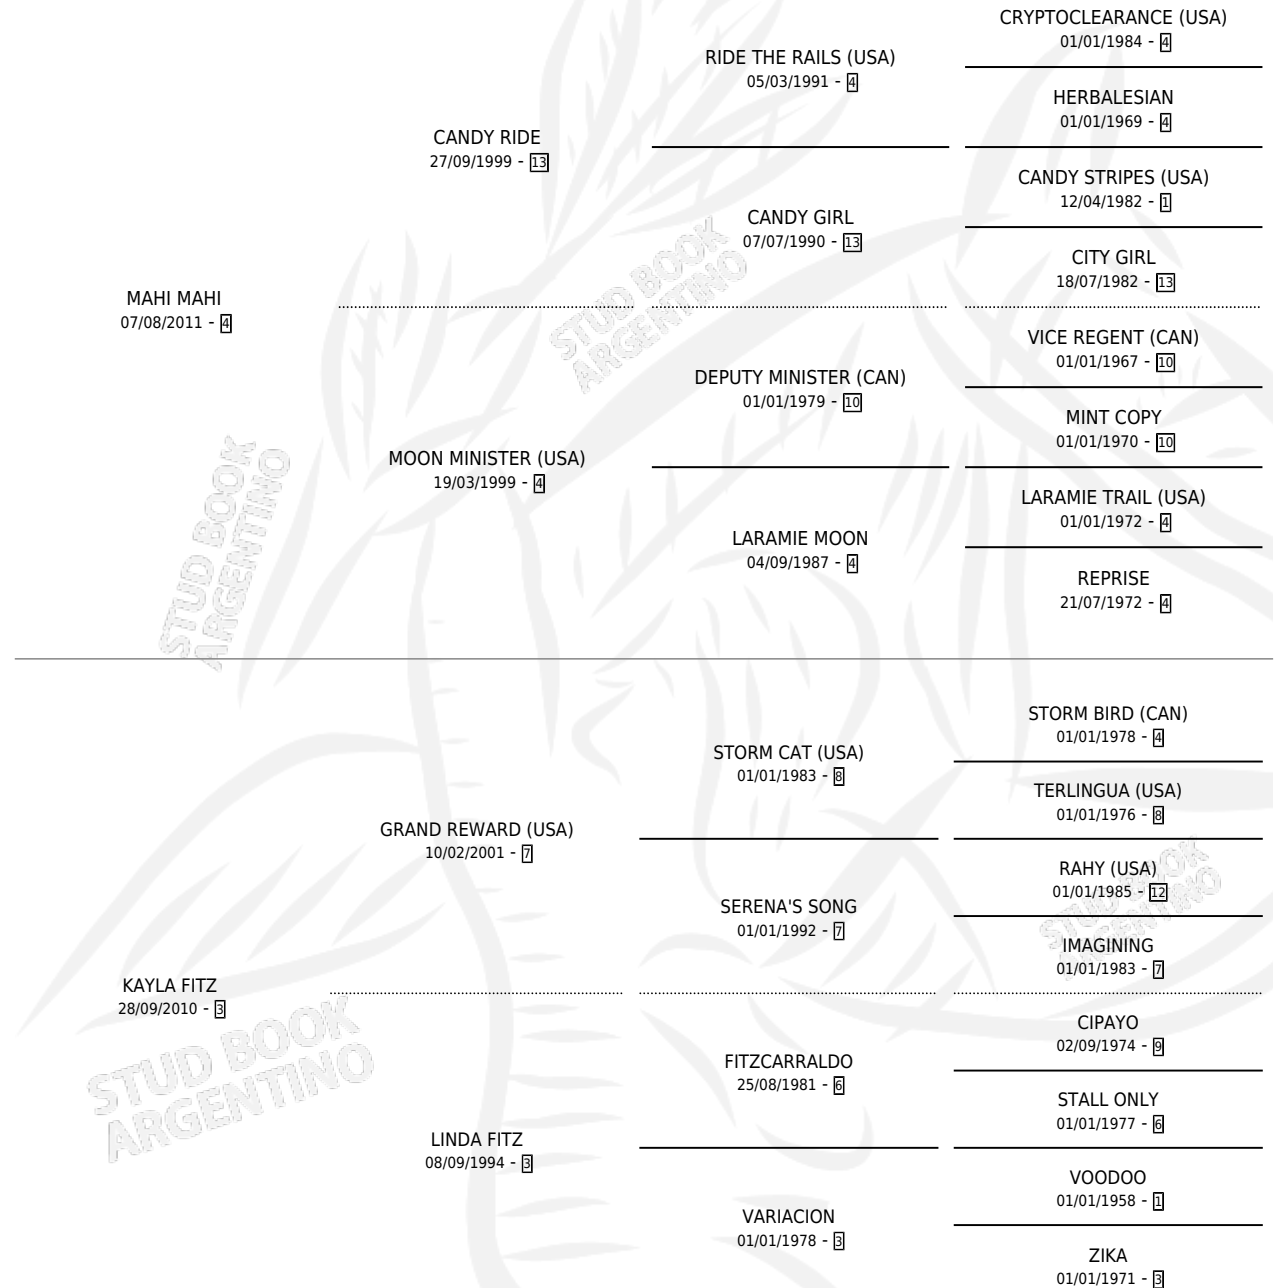 CRYPTOCLEARANCE (USA)
01/01/1984 - 4
RIDE THE RAILS (USA)
05/03/1991 - 4
HERBALESIAN
01/01/1969 - 4
CANDY RIDE
27/09/1999 - 13
CANDY STRIPES (USA)
12/04/1982 - 1
CANDY GIRL
07/07/1990 - 13
CITY GIRL
18/07/1982 - 13
MAHI MAHI
07/08/2011 - 4
VICE REGENT (CAN)
01/01/1967 - 10
DEPUTY MINISTER (CAN)
01/01/1979 - 10
MINT COPY
01/01/1970 - 10
MOON MINISTER (USA)
19/03/1999 - 4
LARAMIE TRAIL (USA)
01/01/1972 - 4
LARAMIE MOON
04/09/1987 - 4
REPRISE
21/07/1972 - 4
STORM BIRD (CAN)
01/01/1978 - 4
STORM CAT (USA)
01/01/1983 - 8
TERLINGUA (USA)
01/01/1976 - 8
GRAND REWARD (USA)
10/02/2001 - 7
RAHY (USA)
01/01/1985 - 12
SERENA'S SONG
01/01/1992 - 7
IMAGINING
01/01/1983 - 7
KAYLA FITZ
28/09/2010 - 3
CIPAYO
02/09/1974 - 9
FITZCARRALDO
25/08/1981 - 6
STALL ONLY
01/01/1977 - 6
LINDA FITZ
08/09/1994 - 3
VOODOO
01/01/1958 - 1
VARIACION
01/01/1978 - 3
ZIKA
01/01/1971 - 3
STUD BOOK
ARGENTINO
STUD BOOK
ARGENTINO
STUD BOOK
ARGENTINO
STUD BOOK
ARGENTINO